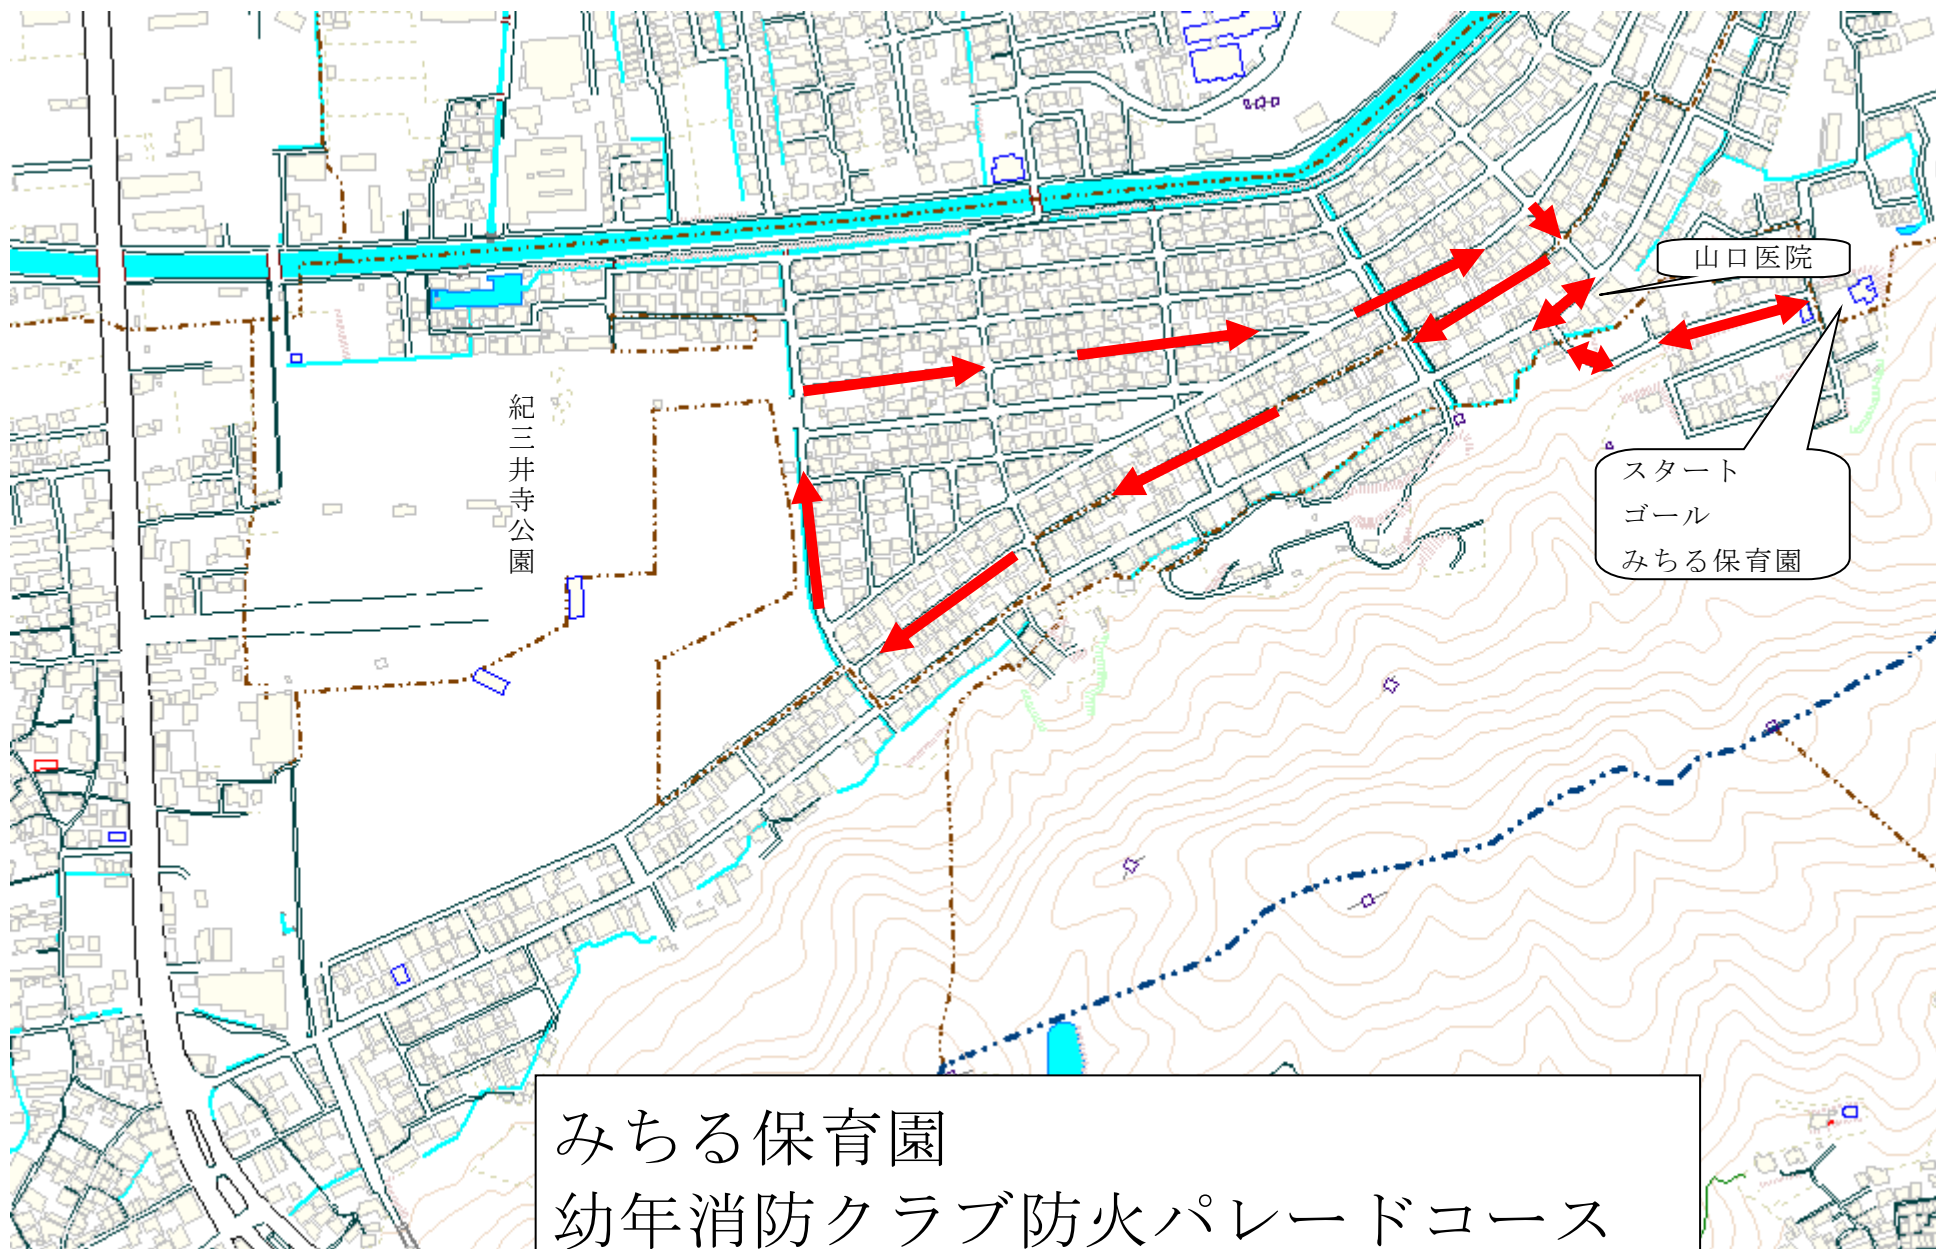 山口医院
紀三井寺公園
スタート
ゴール
みちる保育園
みちる保育園
幼年消防クラブ防火パレードコース